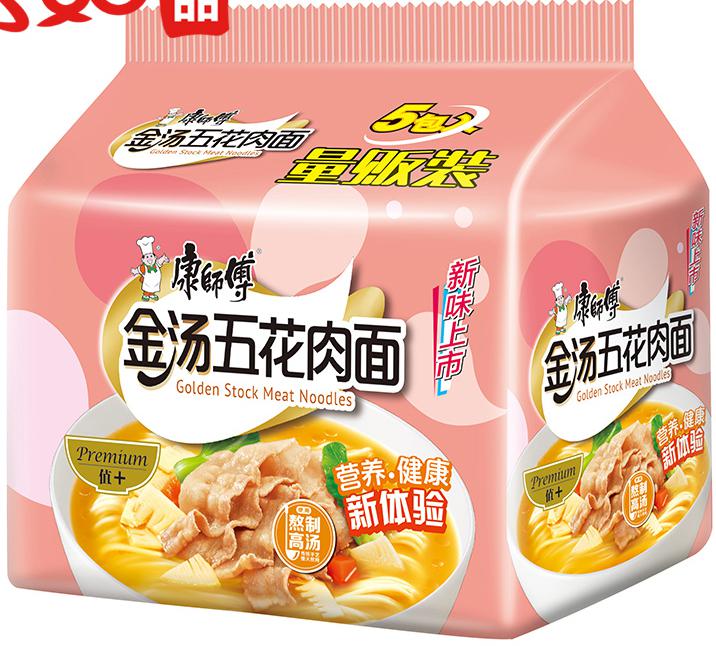 品
康師傅
金汤五花肉面
Golden Stock Meat Noodles
5包入
量販裝
康師傅®
金汤五花肉面
Golden Stock Meat Noodles
新味上市
Premium
值+
营养·健康
新体验
熬制
高汤
康師傅
金汤五花肉面
Golden Stock Meat Noodles
新味上市
Premium
值+
营养·健康
新体验
熬制
高汤